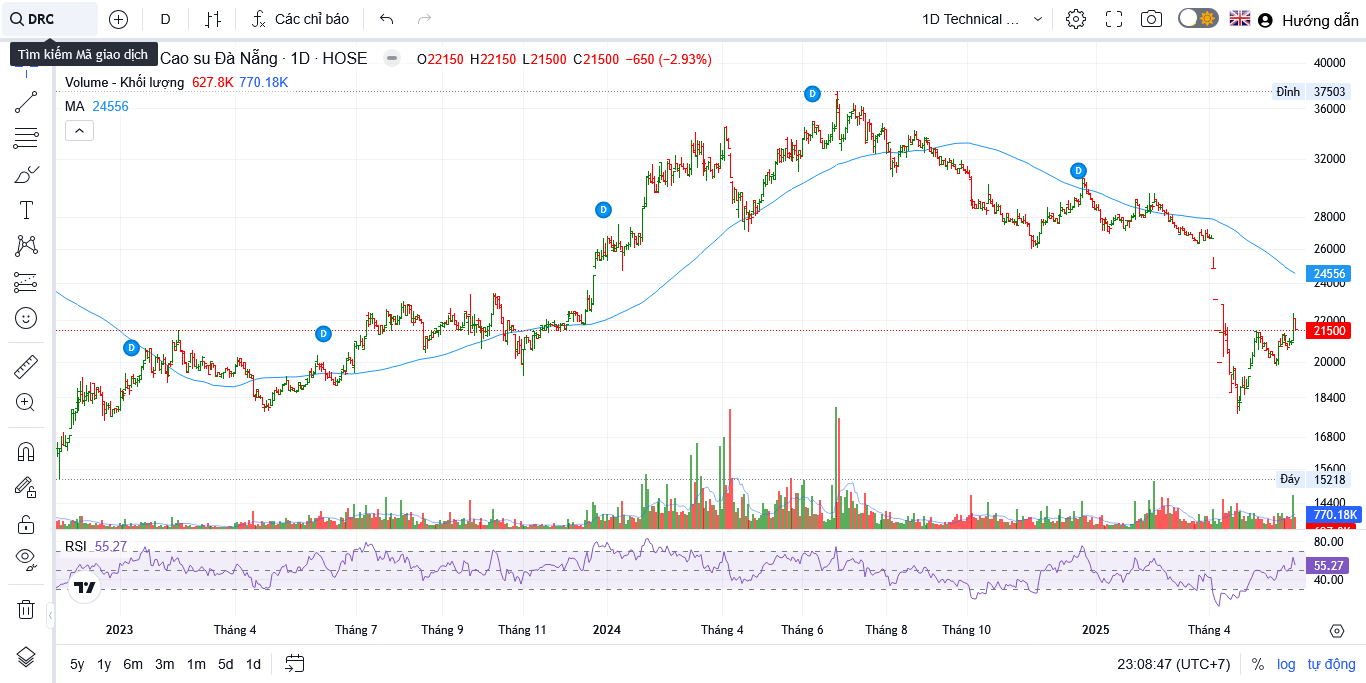 DRC
D
Các chỉ báo
1D Technical ...
Hướng dẫn
Tìm kiếm Mã giao dịch
Cao su Đà Nẵng · 1D · HOSE
O22150 H22150 L21500 C21500 −650 (−2.93%)
Volume - Khối lượng 627.8K 770.18K
MA 24556
40000
Đỉnh 37503
36000
32000
28000
26000
24556
24000
22000
21500
20000
18400
16800
15600
Đáy 15218
14400
770.18K
D
D
D
D
D
RSI 55.27
80.00
55.27
40.00
2023
Tháng 4
Tháng 7
Tháng 9
Tháng 11
2024
Tháng 4
Tháng 6
Tháng 8
Tháng 10
2025
Tháng 4
5y 1y 6m 3m 1m 5d 1d
23:08:47 (UTC+7)
% log tự động